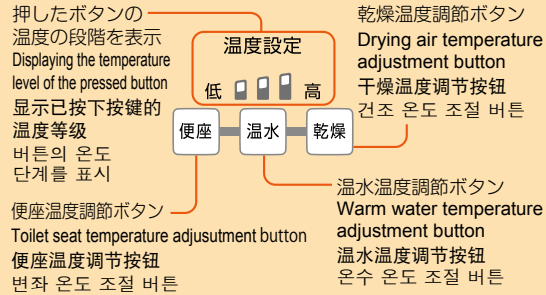 押したボタンの
温度の段階を表示
Displaying the temperature
level of the pressed button
显示已按下按键的
温度等级
버튼의 온도
단계를 표시
温度設定
低 高
便座 温水 乾燥
乾燥温度調節ボタン
Drying air temperature
adjustment button
干燥温度调节按钮
건조 온도 조절 버튼
便座温度調節ボタン
Toilet seat temperature adjusutment button
便座温度调节按钮
변좌 온도 조절 버튼
温水温度調節ボタン
Warm water temperature
adjustment button
温水温度调节按钮
온수 온도 조절 버튼